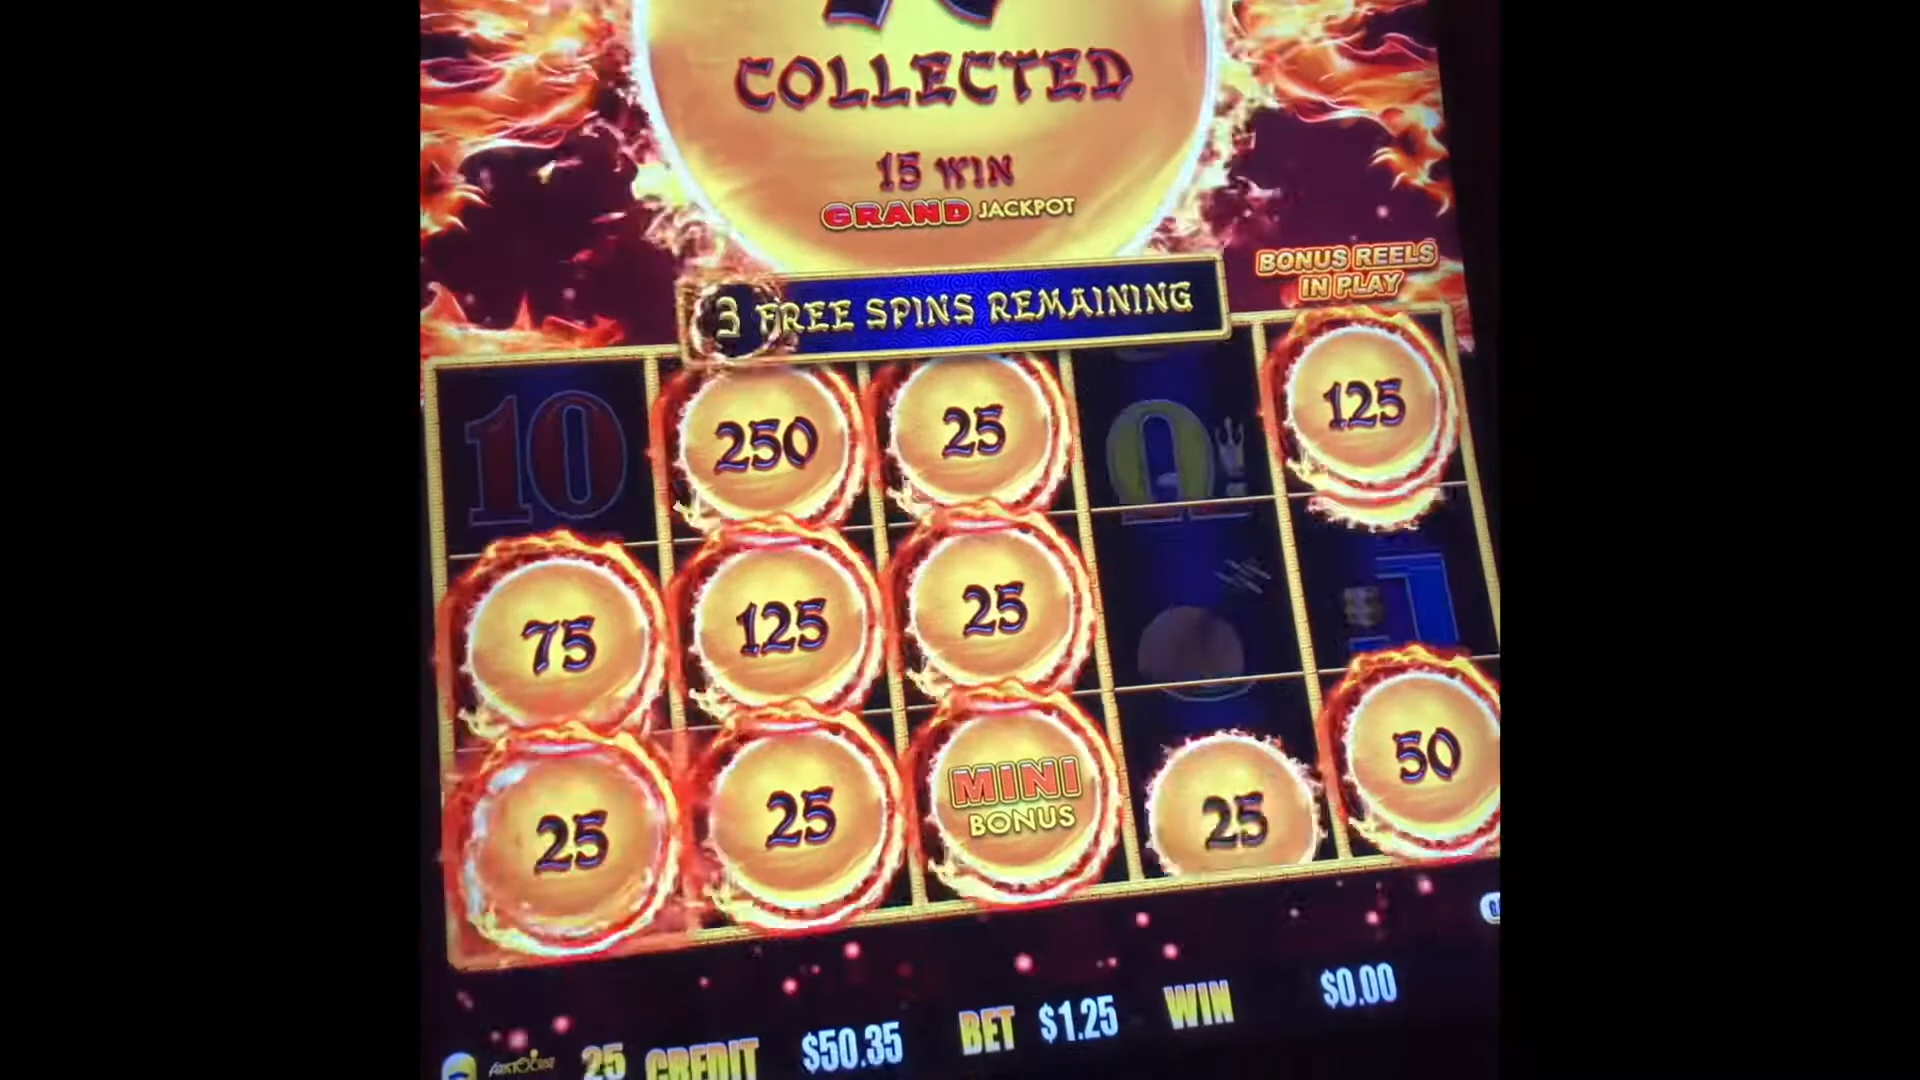 COLLECTED
15 WIN
GRAND JACKPOT
BONUS REELS
IN PLAY
3 FREE SPINS REMAINING
10 250 25 Q 125
75 125 25 J
25 25 MINI BONUS 25 50
ARISTOCRAT 25 CREDIT $50.35 BET $1.25 WIN $0.00